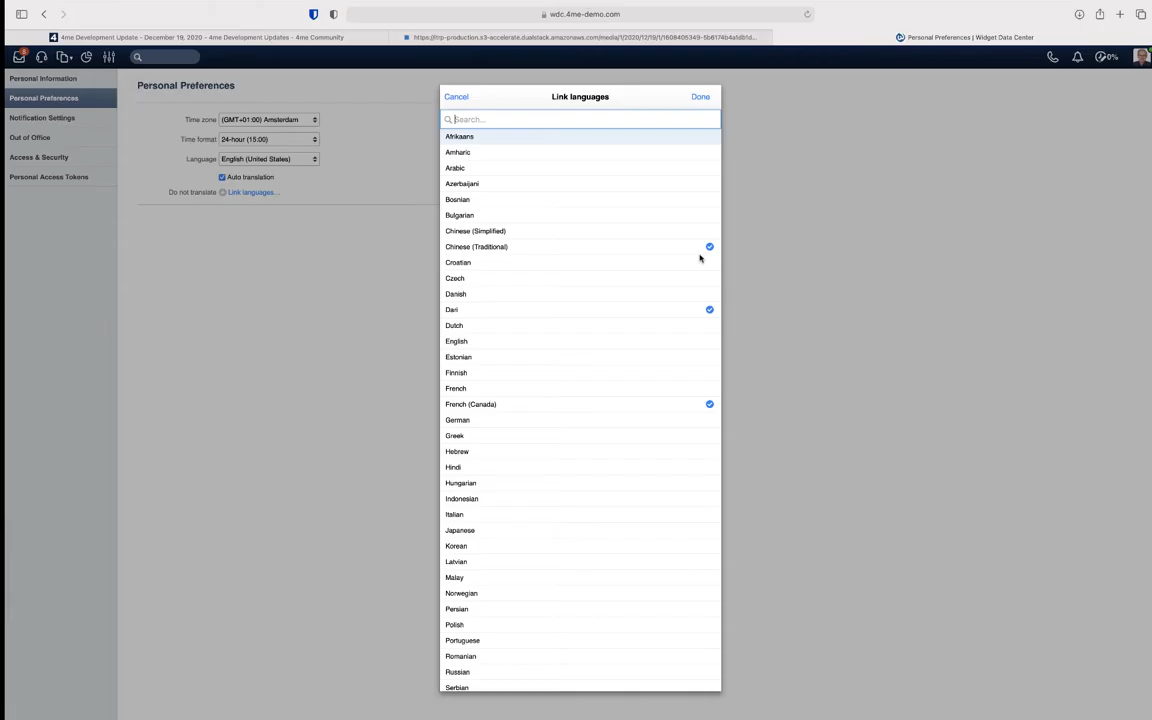 wdc.4me-demo.com
4me Development Update - December 19, 2020 - 4me Developments - 4me Community
Personal Preferences | Widget Data Center
0%
Personal Information
Personal Preferences
Notification Settings
Out of Office
Access & Security
Personal Access Tokens
Personal Preferences
Time zone (GMT+01:00) Amsterdam
Time format 24-hour (15:00)
Language English (United States)
Auto translation
Do not translate Link languages...
Cancel Link languages Done
Search...
Afrikaans
Amharic
Arabic
Azerbaijani
Bosnian
Bulgarian
Chinese (Simplified)
Chinese (Traditional)
Croatian
Czech
Danish
Dari
Dutch
English
Estonian
Finnish
French
French (Canada)
German
Greek
Hebrew
Hindi
Hungarian
Indonesian
Italian
Japanese
Korean
Latvian
Malay
Norwegian
Persian
Polish
Portuguese
Romanian
Russian
Serbian